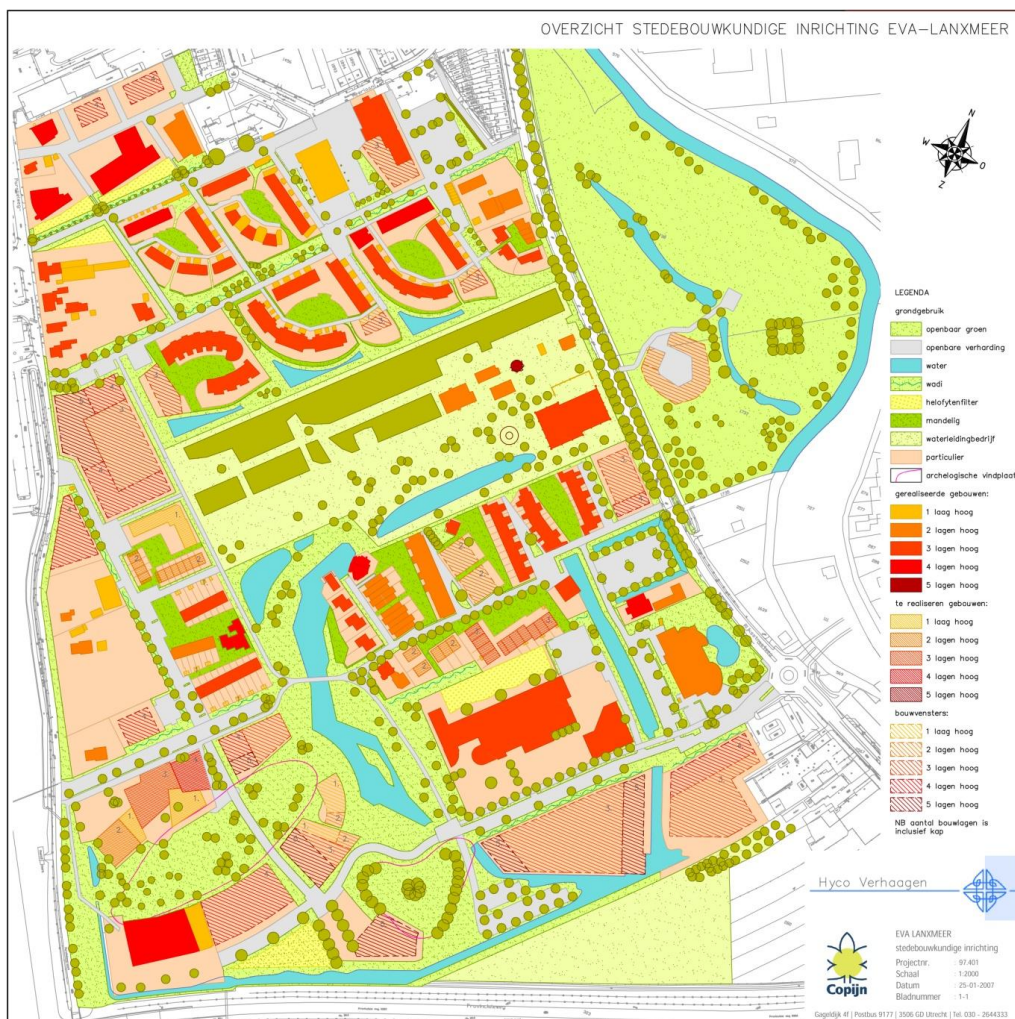 OVERZICHT STEDEBOUWKUNDIGE INRICHTING EVA-LANXMEER
N
W
O
Z
LEGENDA
grondgebruik
openbaar groen
openbare verharding
water
wadi
helofytenfilter
mandelig
waterleidingbedrijf
particulier
archelogische vindplaat
gerealiseerde gebouwen:
1 laag hoog
2 lagen hoog
3 lagen hoog
4 lagen hoog
5 lagen hoog
te realiseren gebouwen:
1 laag hoog
2 lagen hoog
3 lagen hoog
4 lagen hoog
5 lagen hoog
bouwvensters:
1 laag hoog
2 lagen hoog
3 lagen hoog
4 lagen hoog
5 lagen hoog
NB aantal bouwlagen is
inclusief kap
Hyco Verhaagen
Copijn
EVA LANXMEER
stedebouwkundige inrichting
Projectnr. : 97.401
Schaal : 1:2000
Datum : 25-01-2007
Bladnummer : 1-1
Gageldijk 4f | Postbus 9177 | 3506 GD Utrecht | Tel. 030 - 2644333
Provincialeweg